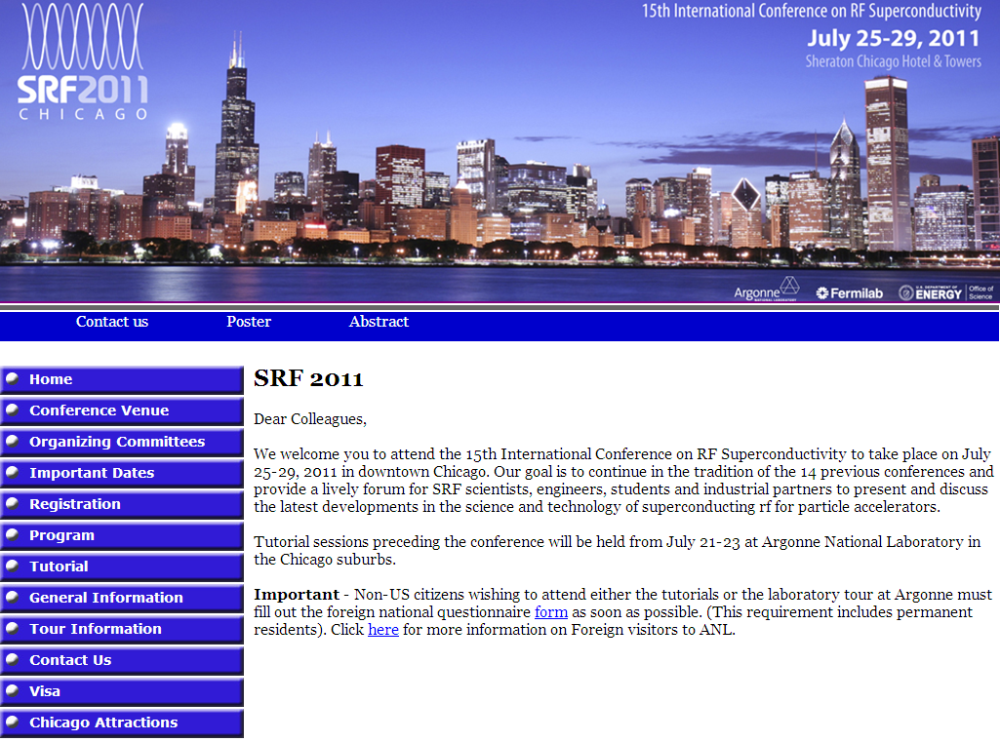 15th International Conference on RF Superconductivity
July 25-29, 2011
Sheraton Chicago Hotel & Towers
SRF2011
CHICAGO
Argonne
NATIONAL LABORATORY
Fermilab
U.S. DEPARTMENT OF
ENERGY
Office of
Science
Contact us Poster Abstract
Home
Conference Venue
Organizing Committees
Important Dates
Registration
Program
Tutorial
General Information
Tour Information
Contact Us
Visa
Chicago Attractions
SRF 2011
Dear Colleagues,
We welcome you to attend the 15th International Conference on RF Superconductivity to take place on July
25-29, 2011 in downtown Chicago. Our goal is to continue in the tradition of the 14 previous conferences and
provide a lively forum for SRF scientists, engineers, students and industrial partners to present and discuss
the latest developments in the science and technology of superconducting rf for particle accelerators.
Tutorial sessions preceding the conference will be held from July 21-23 at Argonne National Laboratory in
the Chicago suburbs.
Important - Non-US citizens wishing to attend either the tutorials or the laboratory tour at Argonne must
fill out the foreign national questionnaire form as soon as possible. (This requirement includes permanent
residents). Click here for more information on Foreign visitors to ANL.